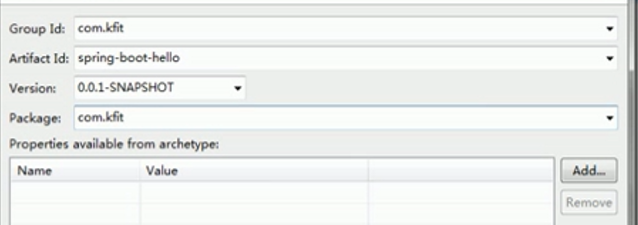 Group Id: com.kfit
Artifact Id: spring-boot-hello
Version: 0.0.1-SNAPSHOT
Package: com.kfit
Properties available from archetype:
Name Value Add...
Remove